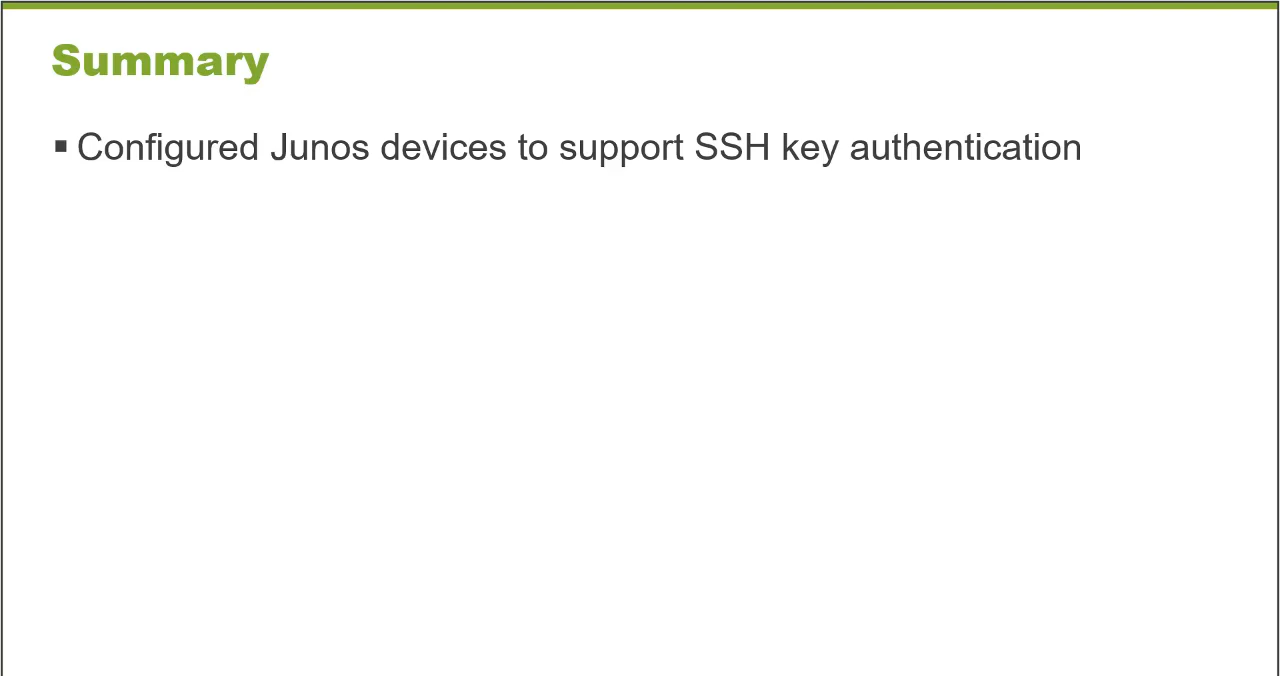 Summary
▪ Configured Junos devices to support SSH key authentication